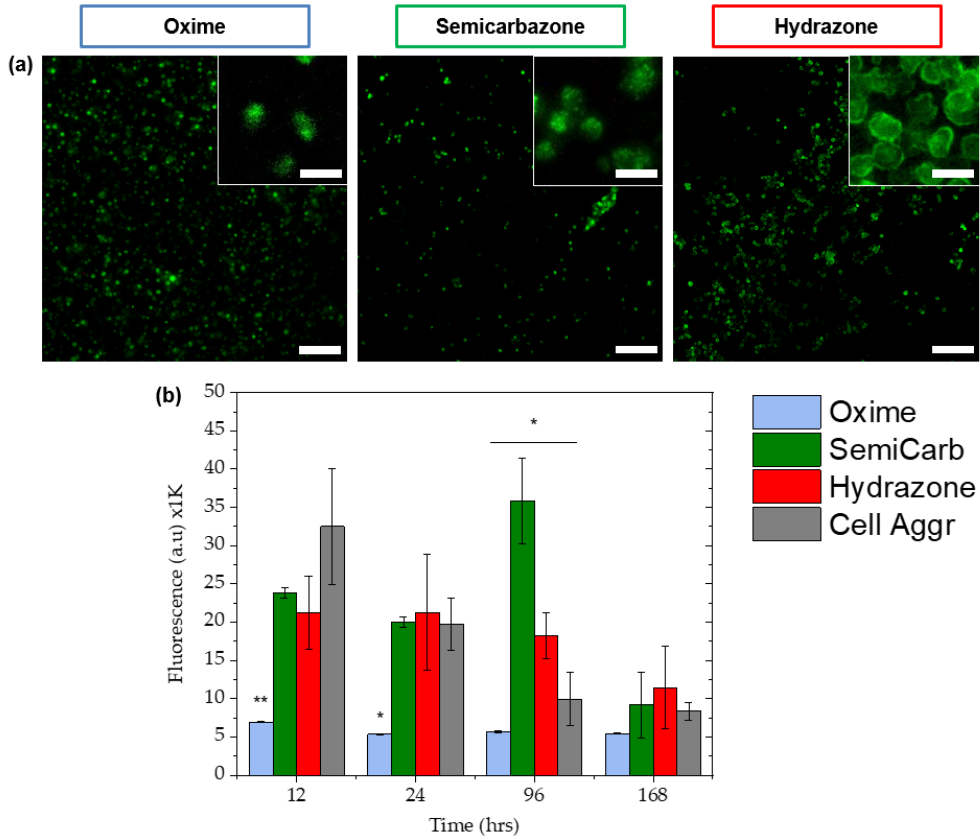 Oxime Semicarbazone Hydrazone
(a)
(b)
50
45
40
35
30
25
20
15
10
5
0
Fluorescence (a.u) x1K
**
*
*
12 24 96 168
Time (hrs)
Oxime
SemiCarb
Hydrazone
Cell Aggr